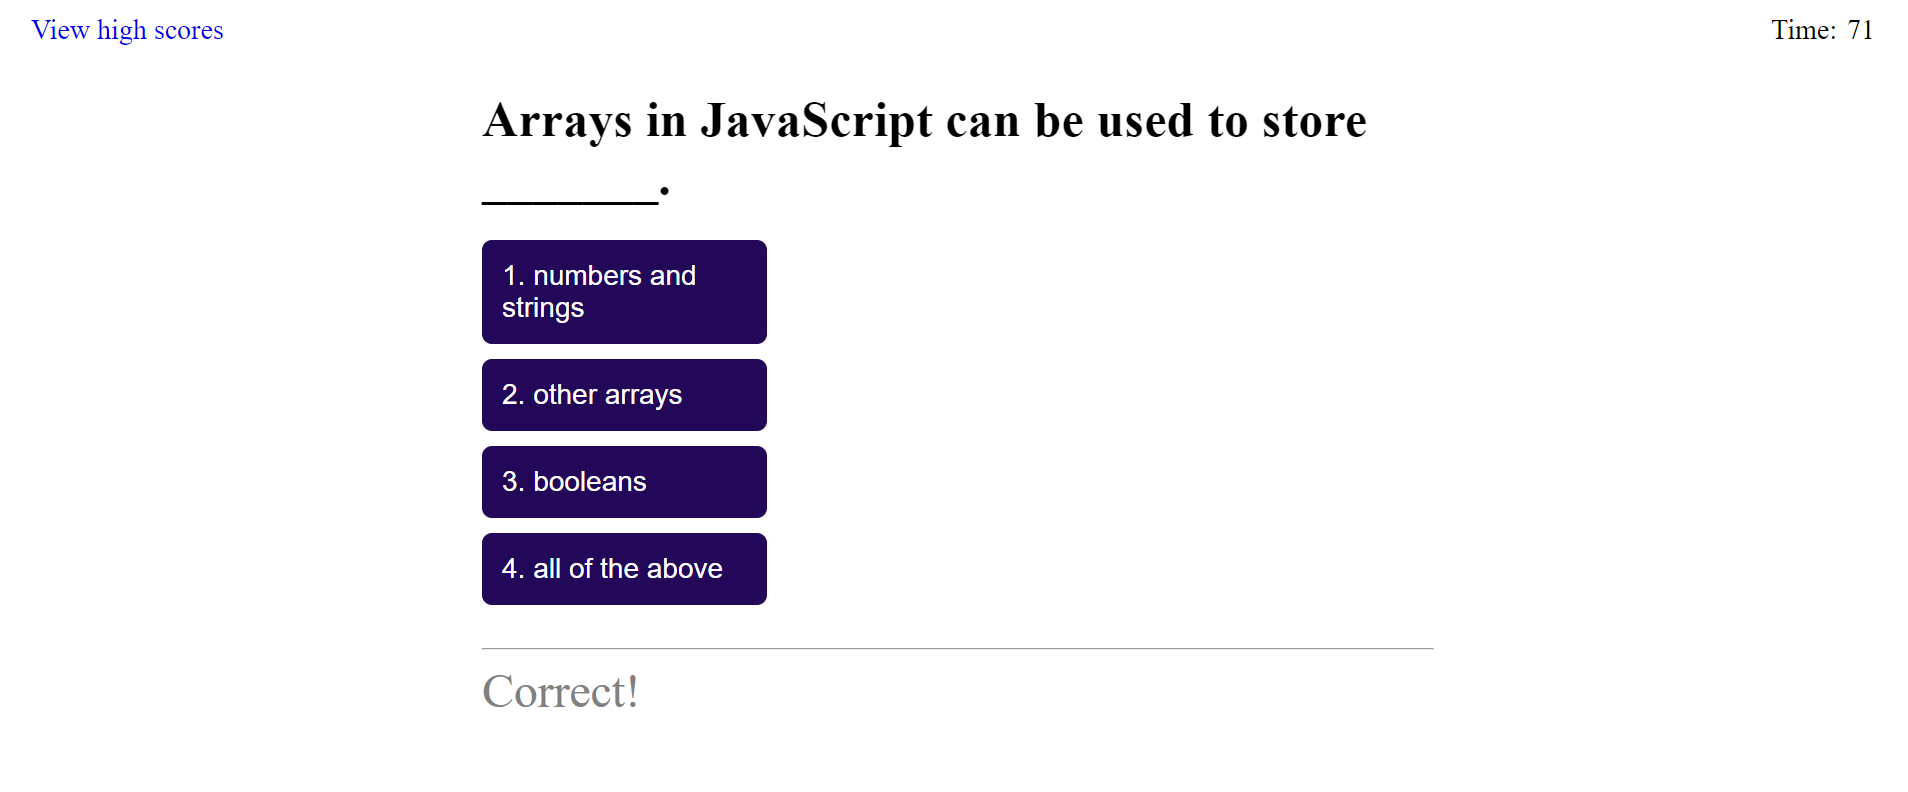 View high scores
Time: 71
Arrays in JavaScript can be used to store
_______.
1. numbers and
strings
2. other arrays
3. booleans
4. all of the above
Correct!